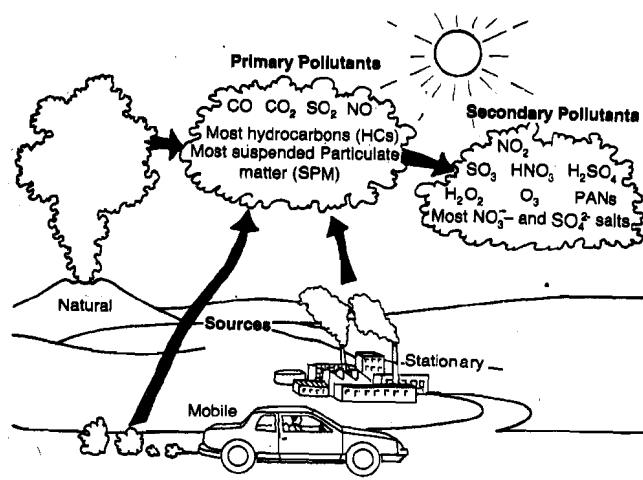 Primary Pollutants
CO CO₂ SO₂ NO
Most hydrocarbons (HCs)
Most suspended Particulate
matter (SPM)
Secondary Pollutants
NO₂
SO₃ HNO₃ H₂SO₄
H₂O₂ O₃ PANs
Most NO₃⁻– and SO₄²⁻ salts
Natural
Sources
Stationary
Mobile